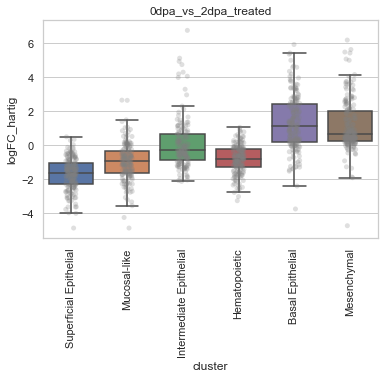 0dpa_vs_2dpa_treated
logFC_hartig
6
4
2
0
−2
−4
Superficial Epithelial
Mucosal-like
Intermediate Epithelial
Hematopoietic
Basal Epithelial
Mesenchymal
cluster